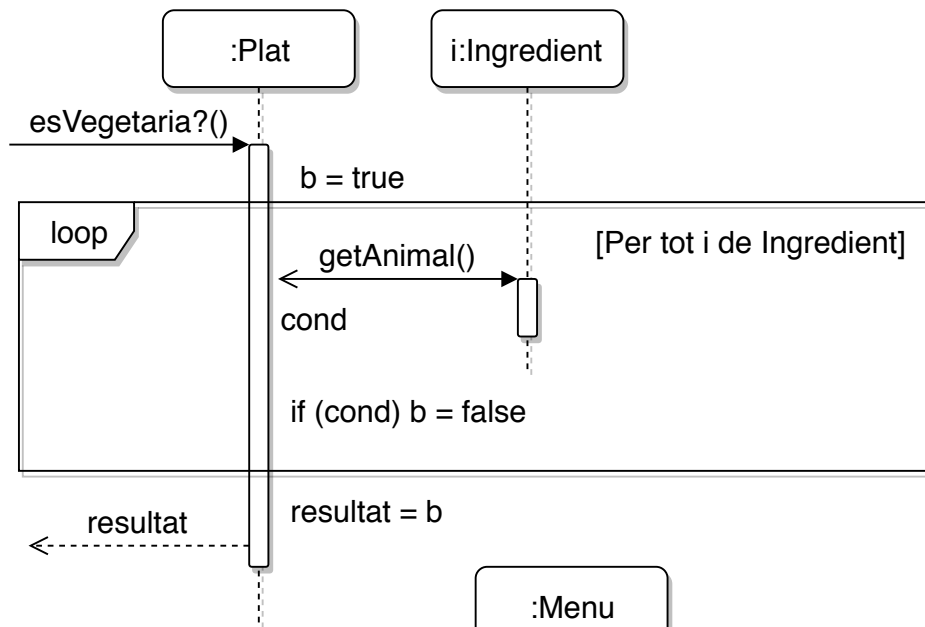 :Plat
i:Ingredient
esVegetaria?()
b = true
loop
[Per tot i de Ingredient]
getAnimal()
cond
if (cond) b = false
resultat = b
resultat
:Menu